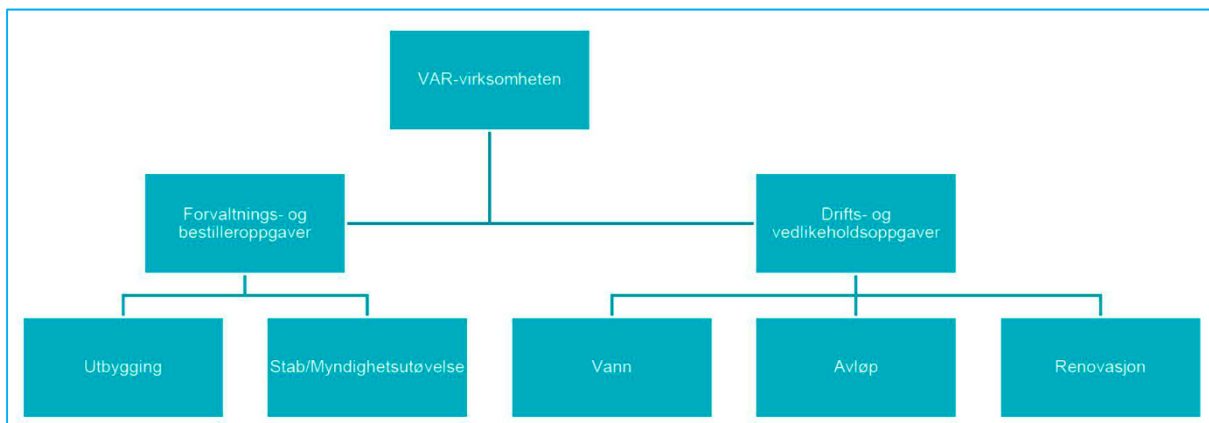 VAR-virksomheten
Forvaltnings- og
bestilleroppgaver
Drifts- og
vedlikeholdsoppgaver
Utbygging
Stab/Myndighetsutøvelse
Vann
Avløp
Renovasjon